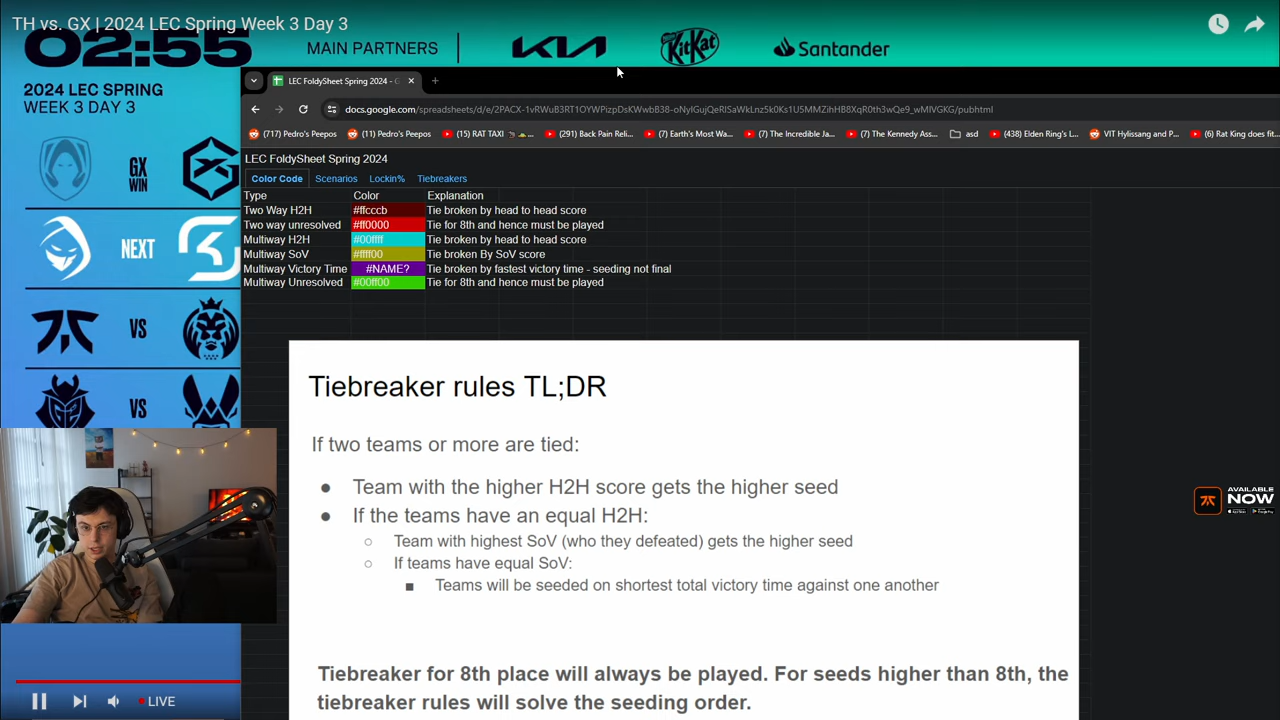 TH vs. GX | 2024 LEC Spring Week 3 Day 3
02:55
MAIN PARTNERS
KIA
KitKat
Santander
2024 LEC SPRING
WEEK 3 DAY 3
GX
WIN
NEXT
VS
VS
LEC FoldySheet Spring 2024 - G
docs.google.com/spreadsheets/d/e/2PACX-1vRWuB3RT1OYWPizpDsKWwbB38-oNyIGujQeRISaWkLnz5k0Ks1U5MMZihHB8XqR0th3wQe9_wMIVGKG/pubhtml
(717) Pedro's Peepos
(11) Pedro's Peepos
(15) RAT TAXI
(291) Back Pain Reli...
(7) Earth's Most Wa...
(7) The Incredible Ja...
(7) The Kennedy Ass...
asd
(438) Elden Ring's L...
VIT Hylissang and P...
(6) Rat King does fit...
LEC FoldySheet Spring 2024
Color Code Scenarios Lockin% Tiebreakers
Type Color Explanation
Two Way H2H #ffcccb Tie broken by head to head score
Two way unresolved #ff0000 Tie for 8th and hence must be played
Multiway H2H #00ffff Tie broken by head to head score
Multiway SoV #ffff00 Tie broken By SoV score
Multiway Victory Time #NAME? Tie broken by fastest victory time - seeding not final
Multiway Unresolved #00ff00 Tie for 8th and hence must be played
Tiebreaker rules TL;DR
If two teams or more are tied:
● Team with the higher H2H score gets the higher seed
● If the teams have an equal H2H:
○ Team with highest SoV (who they defeated) gets the higher seed
○ If teams have equal SoV:
■ Teams will be seeded on shortest total victory time against one another
Tiebreaker for 8th place will always be played. For seeds higher than 8th, the
tiebreaker rules will solve the seeding order.
AVAILABLE
NOW
LIVE